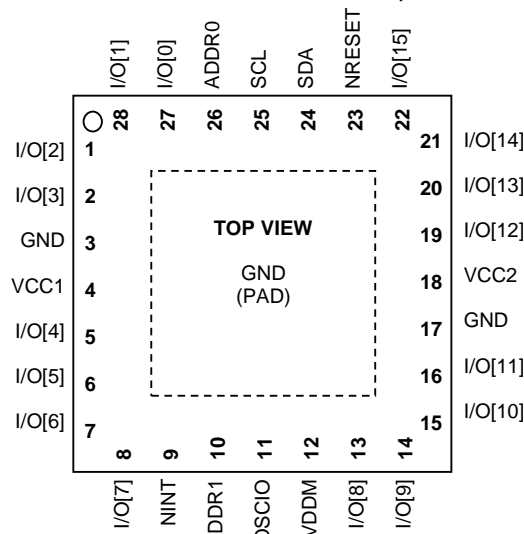 I/O[1]
I/O[0]
ADDR0
SCL
SDA
NRESET
I/O[15]
28
27
26
25
24
23
22
I/O[2] 1
I/O[3] 2
GND 3
VCC1 4
I/O[4] 5
I/O[5] 6
I/O[6] 7
TOP VIEW
GND
(PAD)
21 I/O[14]
20 I/O[13]
19 I/O[12]
18 VCC2
17 GND
16 I/O[11]
15 I/O[10]
8
9
10
11
12
13
14
I/O[7]
NINT
DDR1
OSCIO
VDDM
I/O[8]
I/O[9]